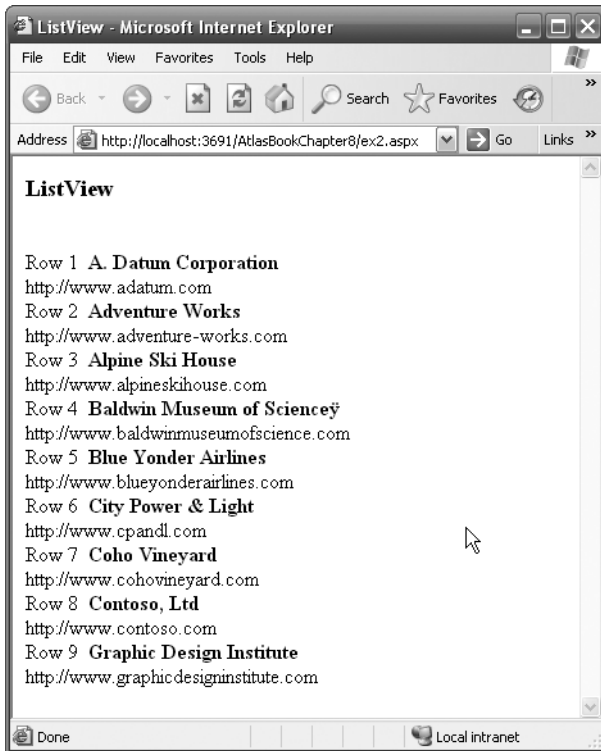 ListView - Microsoft Internet Explorer
File Edit View Favorites Tools Help
Back Search Favorites »
Address http://localhost:3691/AtlasBookChapter8/ex2.aspx Go Links »
ListView
Row 1 A. Datum Corporation
http://www.adatum.com
Row 2 Adventure Works
http://www.adventure-works.com
Row 3 Alpine Ski House
http://www.alpineskihouse.com
Row 4 Baldwin Museum of Scienceÿ
http://www.baldwinmuseumofscience.com
Row 5 Blue Yonder Airlines
http://www.blueyonderairlines.com
Row 6 City Power & Light
http://www.cpandl.com
Row 7 Coho Vineyard
http://www.cohovineyard.com
Row 8 Contoso, Ltd
http://www.contoso.com
Row 9 Graphic Design Institute
http://www.graphicdesigninstitute.com
Done Local intranet